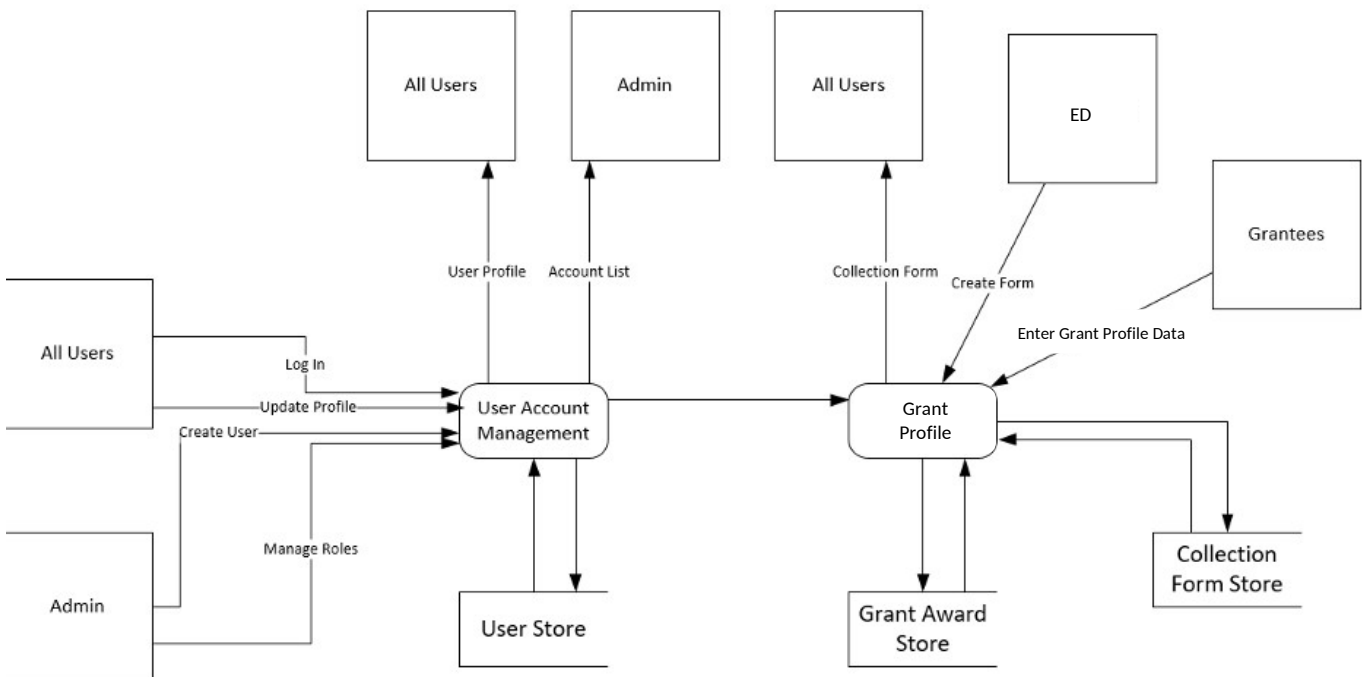 All Users
Admin
All Users
ED
Grantees
User Profile
Account List
Collection Form
Create Form
Enter Grant Profile Data
All Users
Log In
Update Profile
Create User
User Account
Management
Grant
Profile
Manage Roles
Admin
User Store
Grant Award
Store
Collection
Form Store